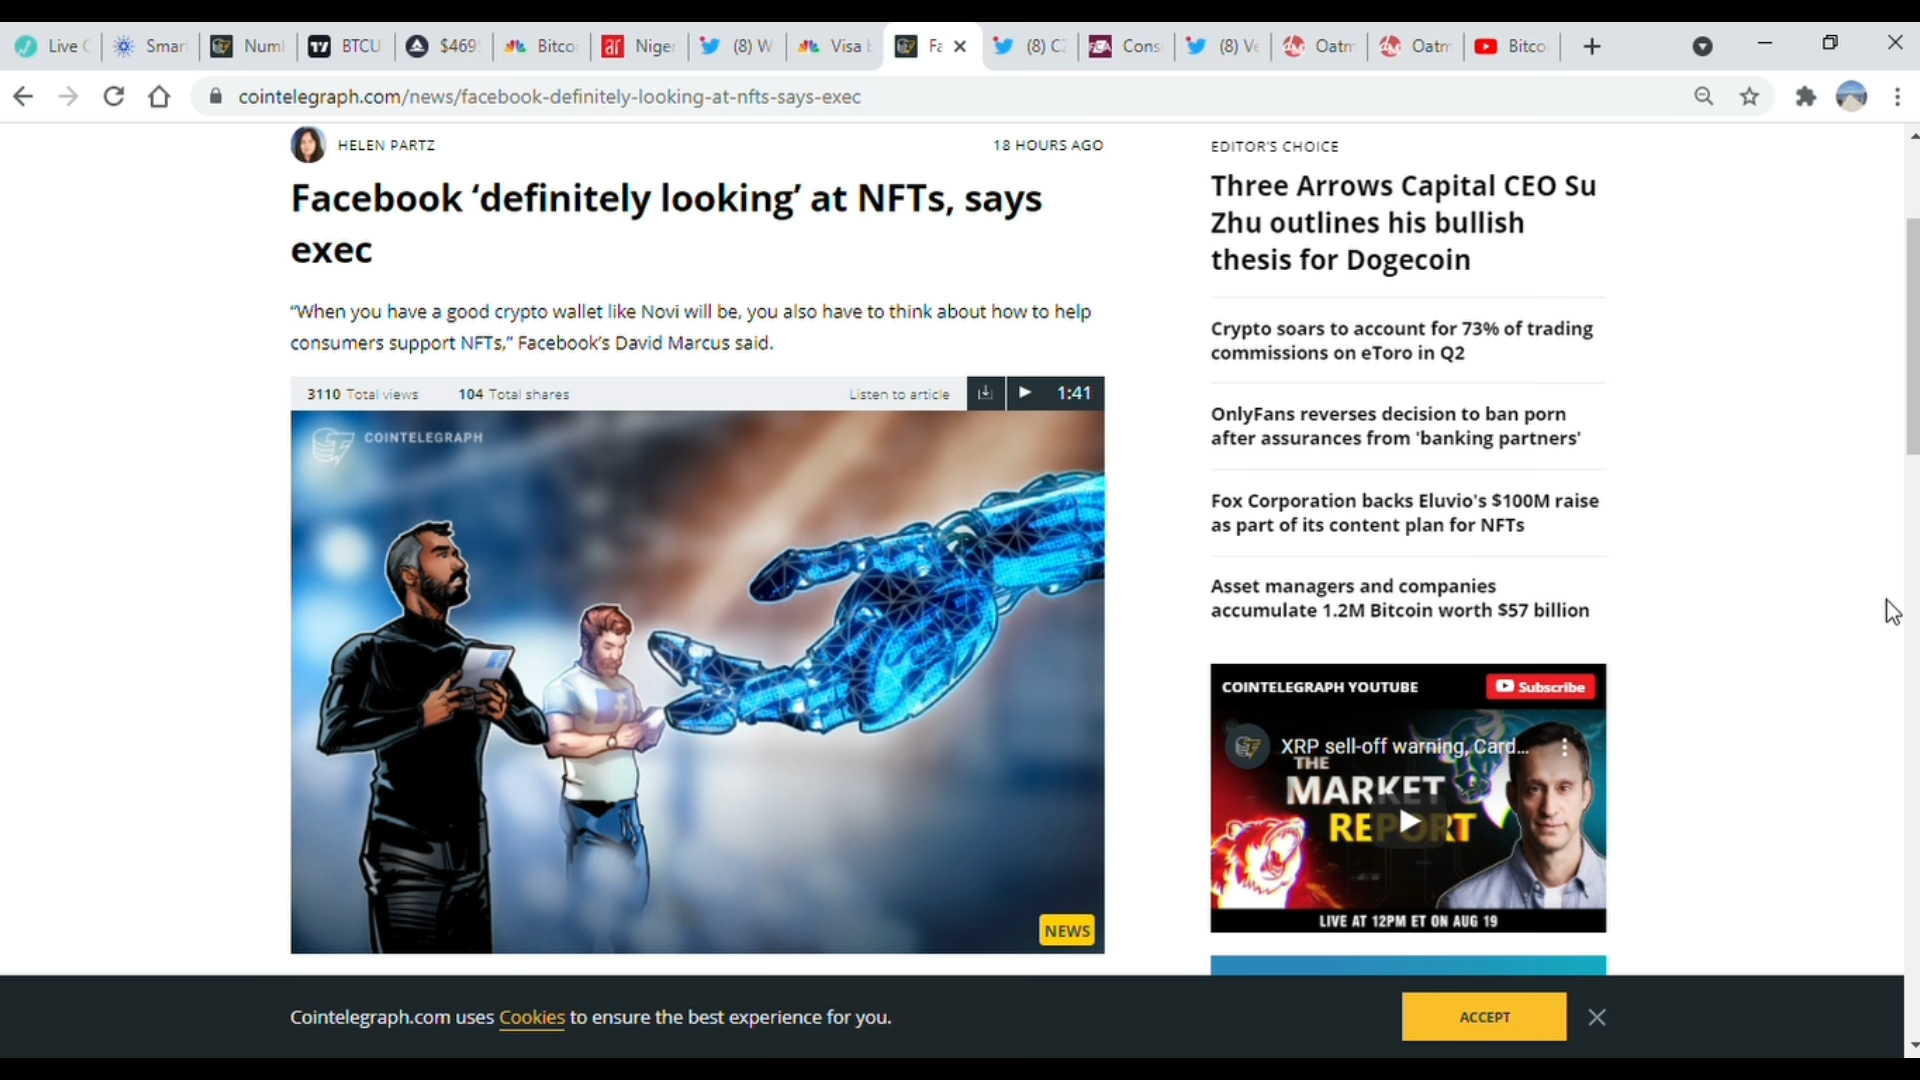 Live C
Smar
Numb
BTCU
$469
Bitcoi
Niger
(8) W
Visa b
Fa
(8) CZ
Cons
(8) Ve
Oatm
Oatm
Bitco
cointelegraph.com/news/facebook-definitely-looking-at-nfts-says-exec
HELEN PARTZ
18 HOURS AGO
Facebook ‘definitely looking’ at NFTs, says
exec
“When you have a good crypto wallet like Novi will be, you also have to think about how to help
consumers support NFTs,” Facebook’s David Marcus said.
3110 Total views
104 Total shares
Listen to article
1:41
COINTELEGRAPH
NEWS
EDITOR'S CHOICE
Three Arrows Capital CEO Su
Zhu outlines his bullish
thesis for Dogecoin
Crypto soars to account for 73% of trading
commissions on eToro in Q2
OnlyFans reverses decision to ban porn
after assurances from 'banking partners'
Fox Corporation backs Eluvio's $100M raise
as part of its content plan for NFTs
Asset managers and companies
accumulate 1.2M Bitcoin worth $57 billion
COINTELEGRAPH YOUTUBE
Subscribe
XRP sell-off warning, Card...
THE
MARKET
REPORT
LIVE AT 12PM ET ON AUG 19
Cointelegraph.com uses Cookies to ensure the best experience for you.
ACCEPT